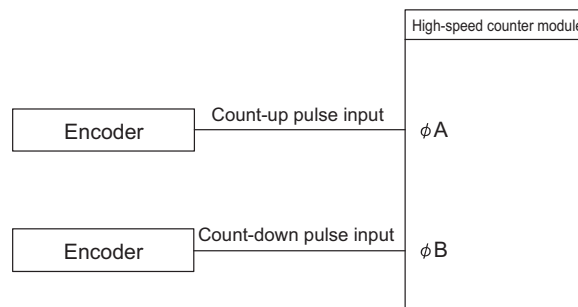 High-speed counter module
Encoder
Count-up pulse input
φA
Encoder
Count-down pulse input
φB